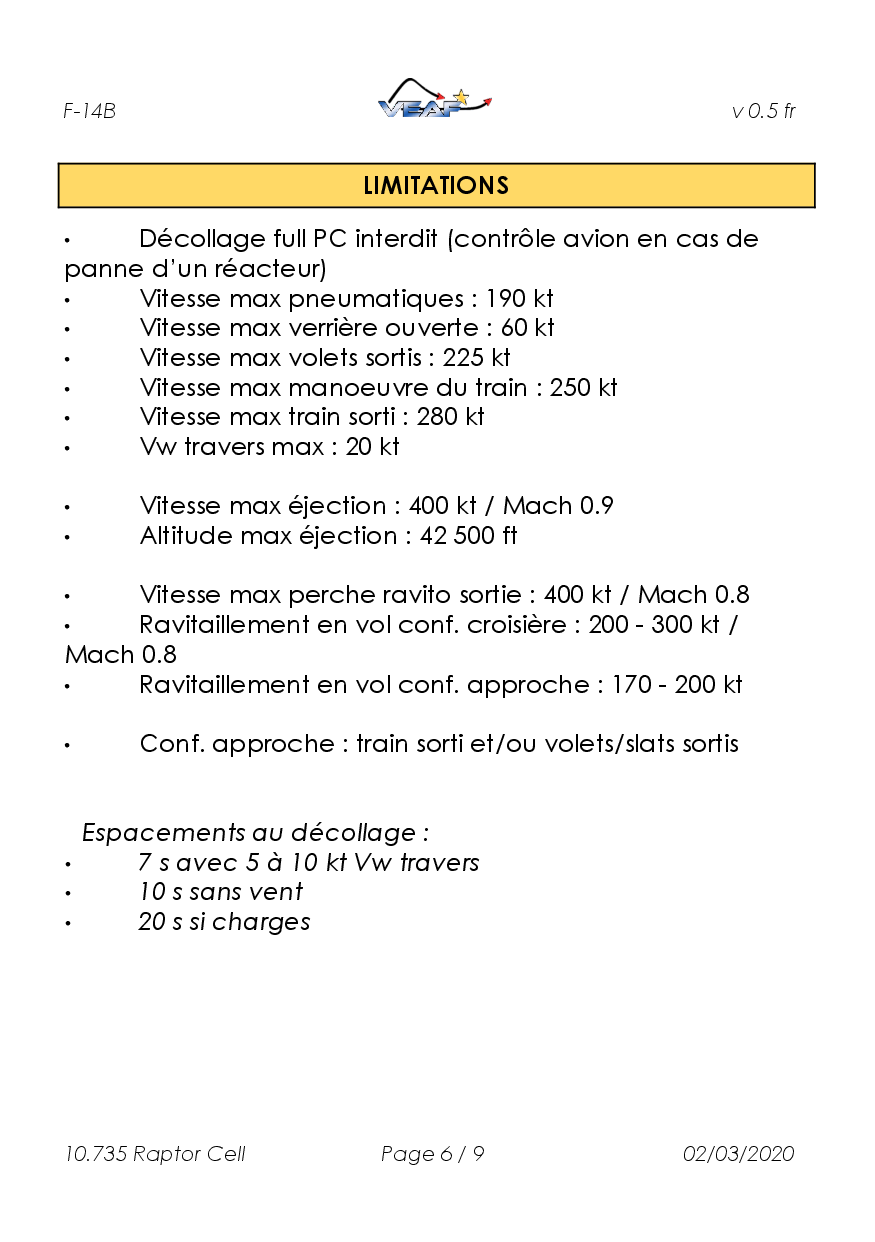 F-14B
VEAF
v 0.5 fr
LIMITATIONS
• Décollage full PC interdit (contrôle avion en cas de
panne d'un réacteur)
• Vitesse max pneumatiques : 190 kt
• Vitesse max verrière ouverte : 60 kt
• Vitesse max volets sortis : 225 kt
• Vitesse max manoeuvre du train : 250 kt
• Vitesse max train sorti : 280 kt
• Vw travers max : 20 kt
• Vitesse max éjection : 400 kt / Mach 0.9
• Altitude max éjection : 42 500 ft
• Vitesse max perche ravito sortie : 400 kt / Mach 0.8
• Ravitaillement en vol conf. croisière : 200 - 300 kt /
Mach 0.8
• Ravitaillement en vol conf. approche : 170 - 200 kt
• Conf. approche : train sorti et/ou volets/slats sortis
Espacements au décollage :
• 7 s avec 5 à 10 kt Vw travers
• 10 s sans vent
• 20 s si charges
10.735 Raptor Cell
Page 6 / 9
02/03/2020